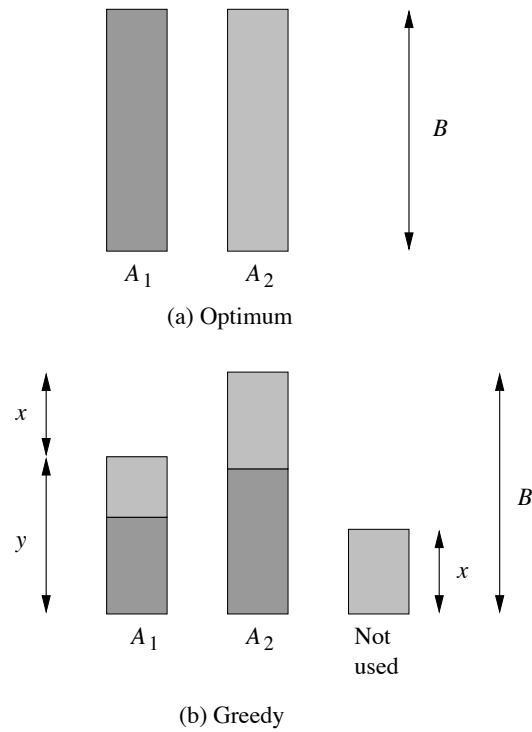 B
A1 A2
(a) Optimum
x
y
B
x
A1 A2 Not
used
(b) Greedy